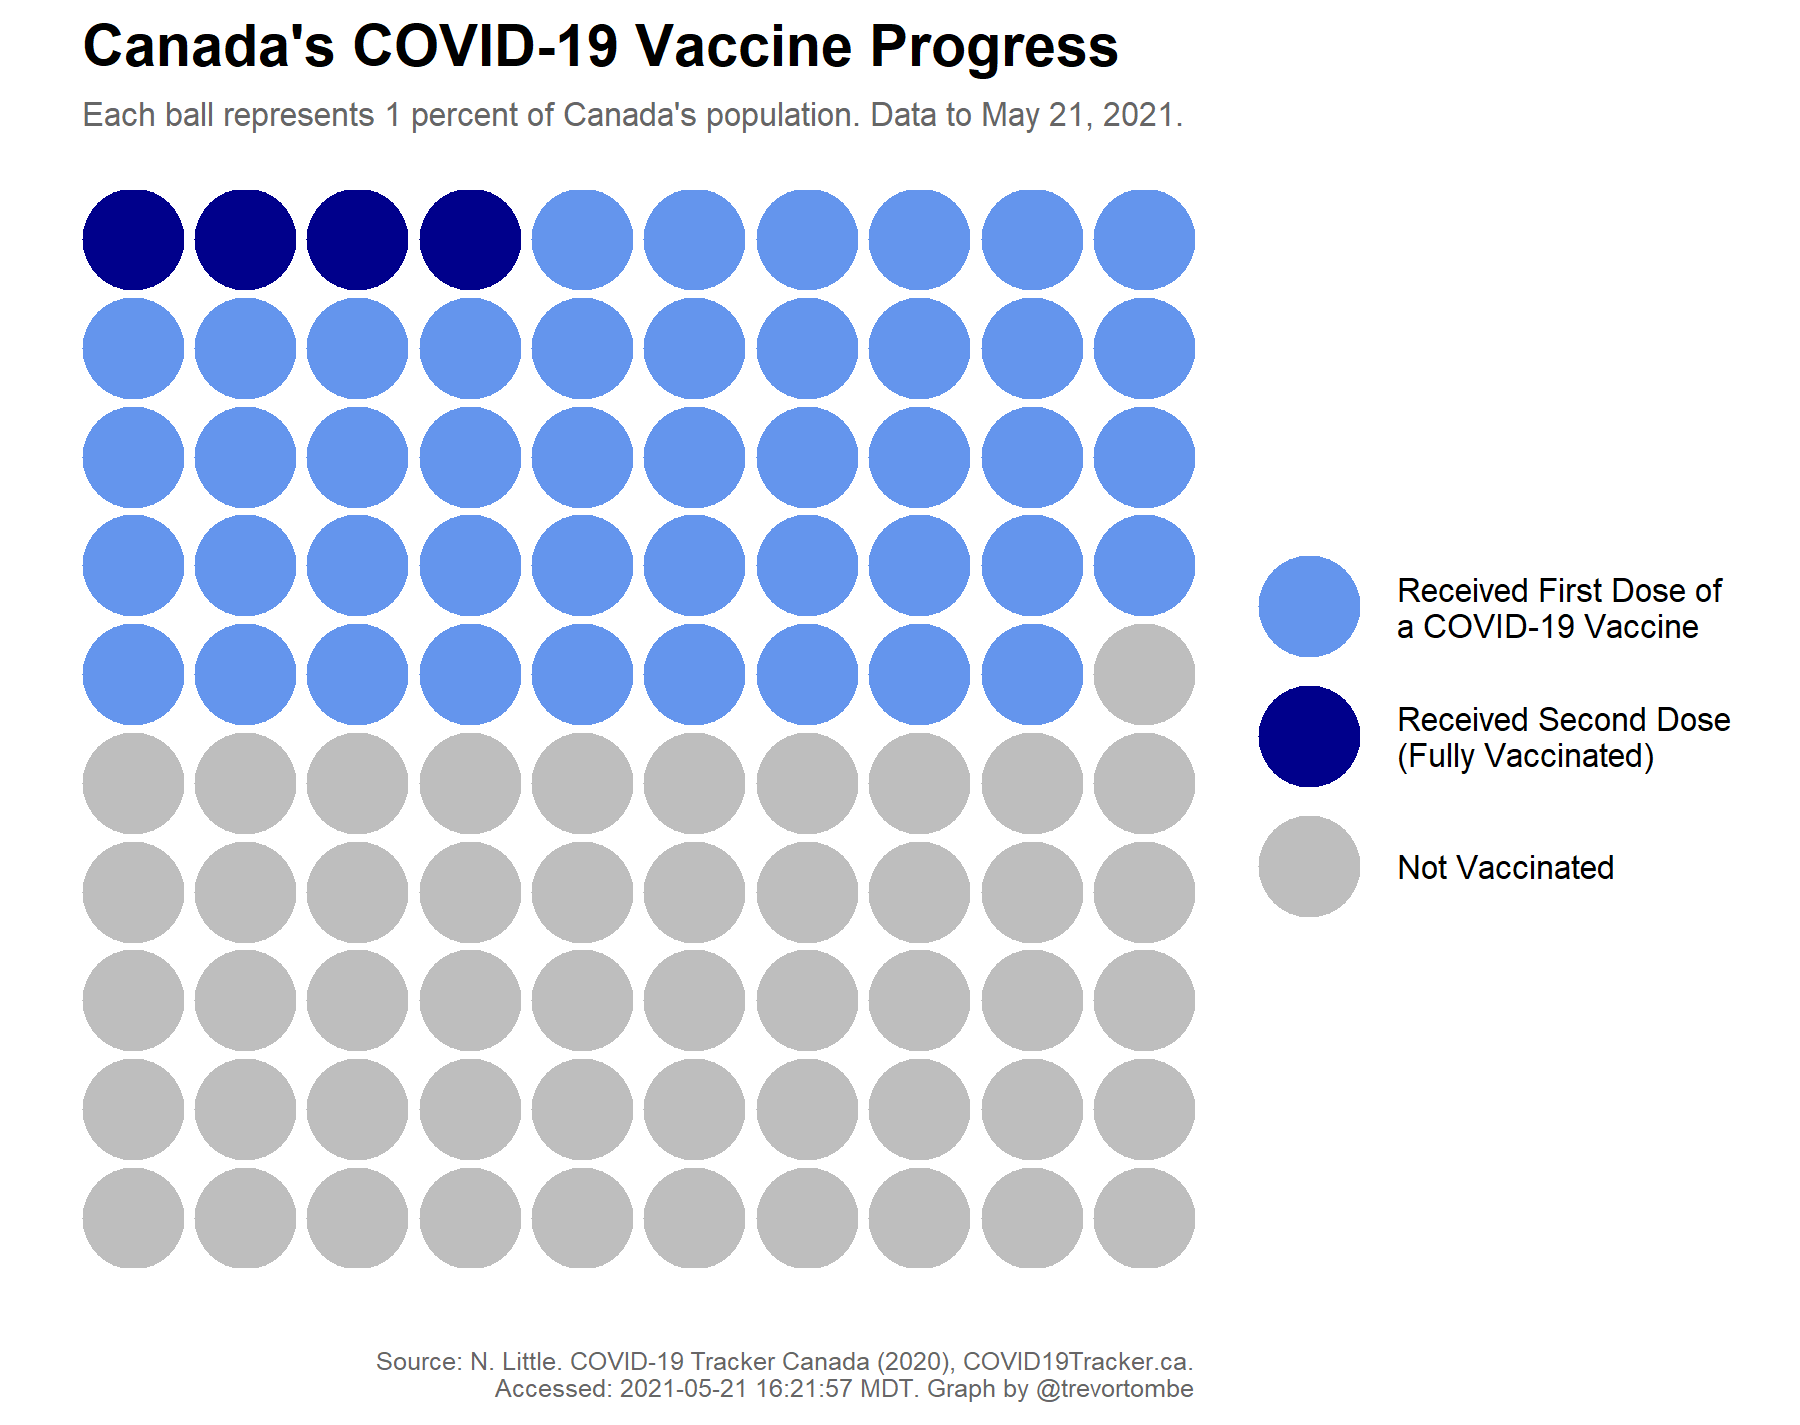 Canada's COVID-19 Vaccine Progress
Each ball represents 1 percent of Canada's population. Data to May 21, 2021.
Received First Dose of
a COVID-19 Vaccine
Received Second Dose
(Fully Vaccinated)
Not Vaccinated
Source: N. Little. COVID-19 Tracker Canada (2020), COVID19Tracker.ca.
Accessed: 2021-05-21 16:21:57 MDT. Graph by @trevortombe